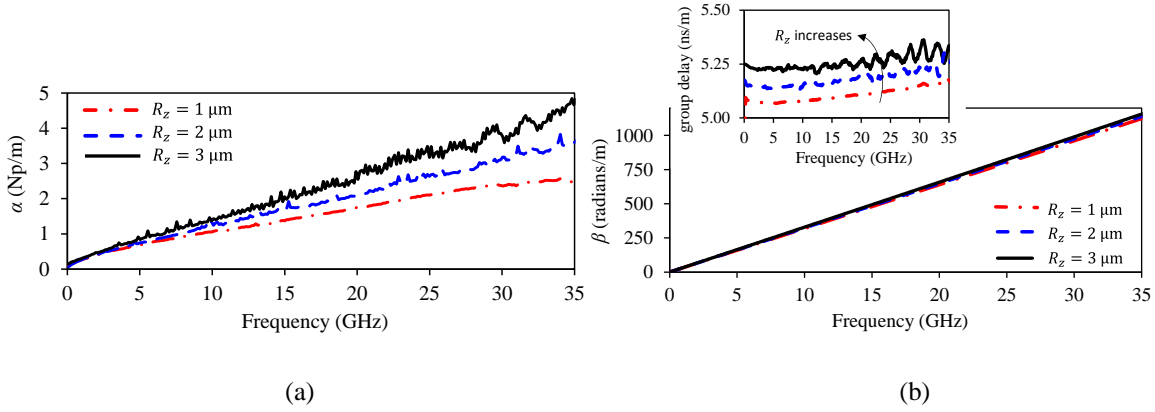 5
4
3
2
1
0
α (Np/m)
R_z = 1 μm
R_z = 2 μm
R_z = 3 μm
0 5 10 15 20 25 30 35
Frequency (GHz)
(a)
5.50
5.25
5.00
group delay (ns/m)
R_z increases
0 5 10 15 20 25 30 35
Frequency (GHz)
1000
750
500
250
0
β (radians/m)
R_z = 1 μm
R_z = 2 μm
R_z = 3 μm
0 5 10 15 20 25 30 35
Frequency (GHz)
(b)